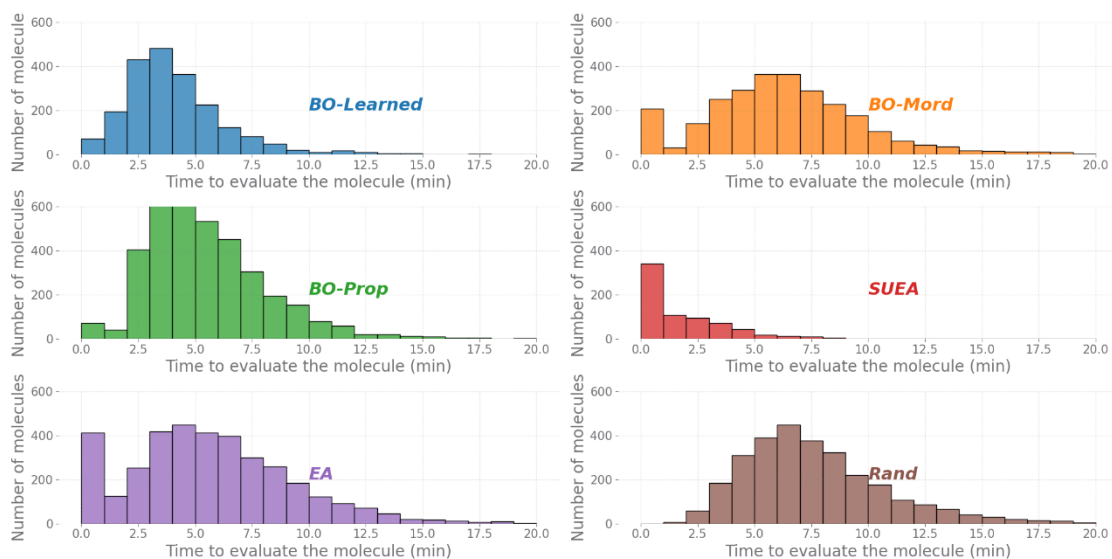 600
400
200
0
Number of molecule
BO-Learned
0.0 2.5 5.0 7.5 10.0 12.5 15.0 17.5 20.0
Time to evaluate the molecule (min)
600
400
200
0
Number of molecule
BO-Mord
0.0 2.5 5.0 7.5 10.0 12.5 15.0 17.5 20.0
Time to evaluate the molecule (min)
600
400
200
0
Number of molecules
BO-Prop
0.0 2.5 5.0 7.5 10.0 12.5 15.0 17.5 20.0
Time to evaluate the molecule (min)
600
400
200
0
Number of molecules
SUEA
0.0 2.5 5.0 7.5 10.0 12.5 15.0 17.5 20.0
Time to evaluate the molecule (min)
600
400
200
0
Number of molecules
EA
0.0 2.5 5.0 7.5 10.0 12.5 15.0 17.5 20.0
Time to evaluate the molecule (min)
600
400
200
0
Number of molecules
Rand
0.0 2.5 5.0 7.5 10.0 12.5 15.0 17.5 20.0
Time to evaluate the molecule (min)